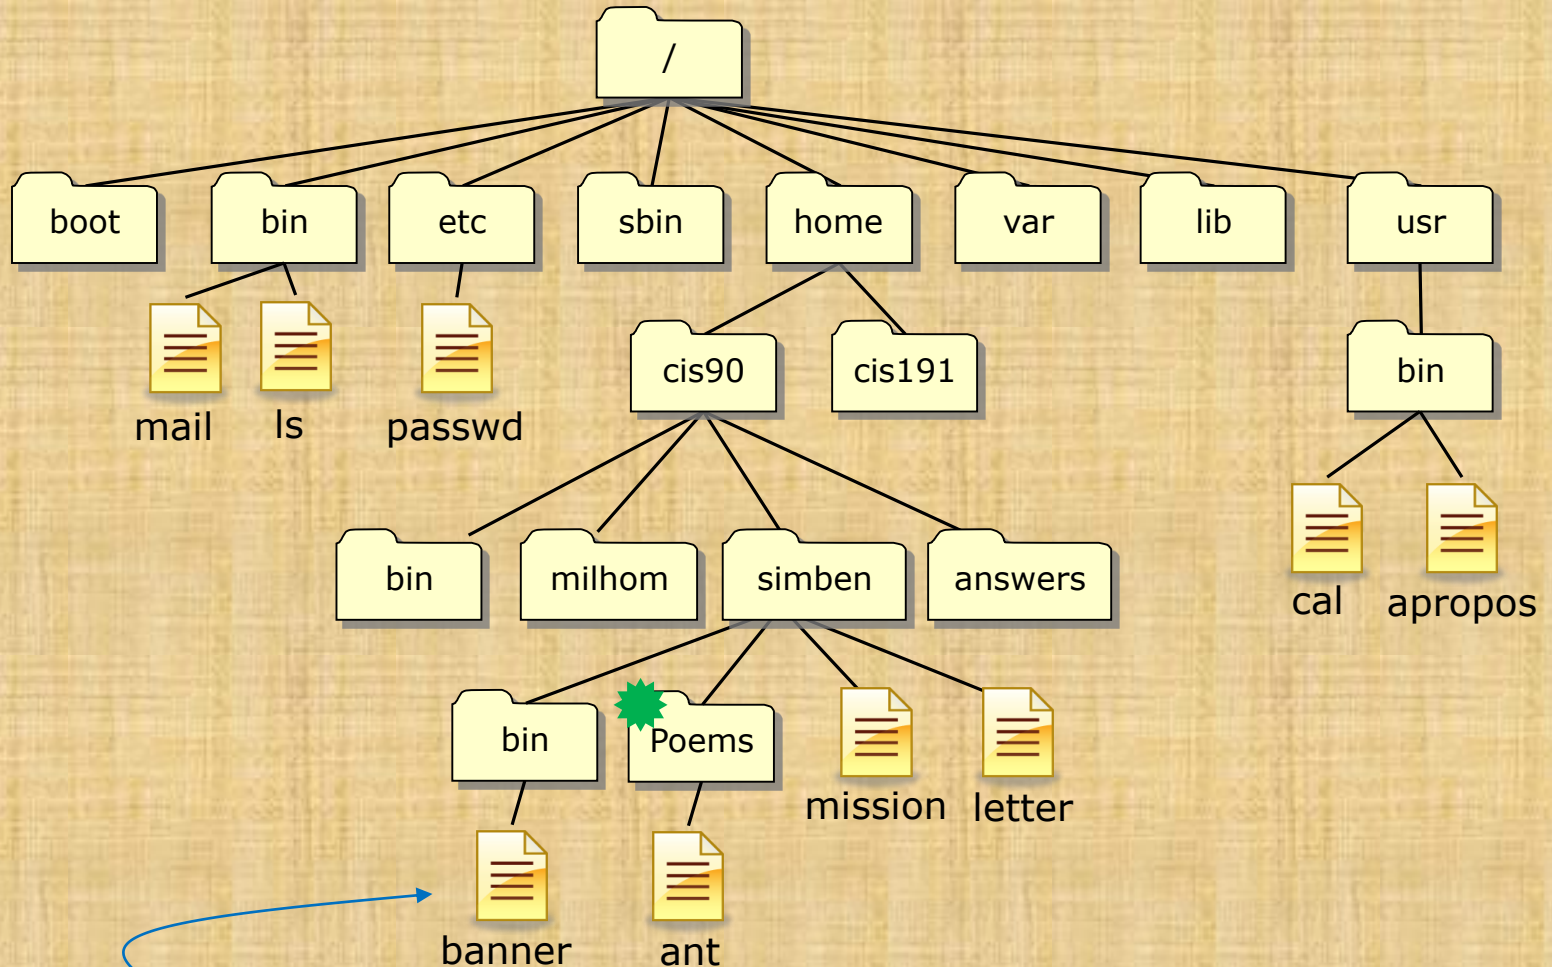 /
boot
bin
etc
sbin
home
var
lib
usr
mail
ls
passwd
cis90
cis191
bin
cal
apropos
bin
milhom
simben
answers
bin
Poems
mission
letter
banner
ant